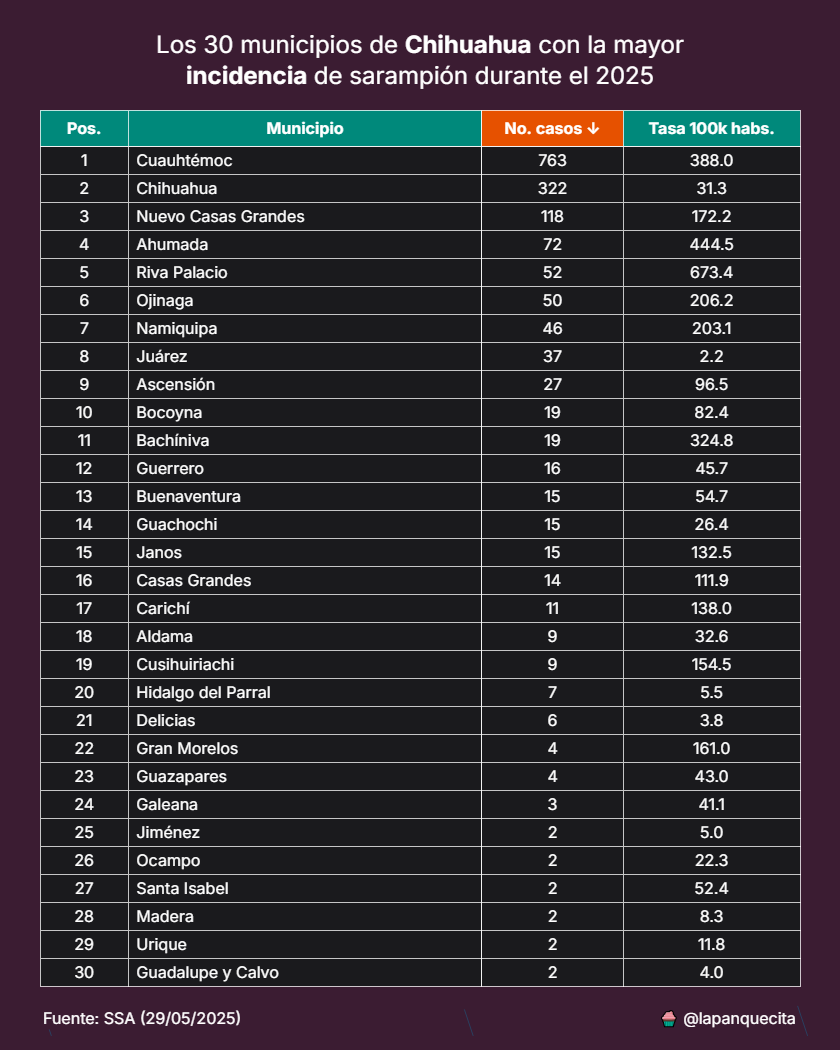 Los 30 municipios de Chihuahua con la mayor
incidencia de sarampión durante el 2025
Pos. Municipio No. casos ↓ Tasa 100k habs.
1 Cuauhtémoc 763 388.0
2 Chihuahua 322 31.3
3 Nuevo Casas Grandes 118 172.2
4 Ahumada 72 444.5
5 Riva Palacio 52 673.4
6 Ojinaga 50 206.2
7 Namiquipa 46 203.1
8 Juárez 37 2.2
9 Ascensión 27 96.5
10 Bocoyna 19 82.4
11 Bachíniva 19 324.8
12 Guerrero 16 45.7
13 Buenaventura 15 54.7
14 Guachochi 15 26.4
15 Janos 15 132.5
16 Casas Grandes 14 111.9
17 Carichí 11 138.0
18 Aldama 9 32.6
19 Cusihuiriachi 9 154.5
20 Hidalgo del Parral 7 5.5
21 Delicias 6 3.8
22 Gran Morelos 4 161.0
23 Guazapares 4 43.0
24 Galeana 3 41.1
25 Jiménez 2 5.0
26 Ocampo 2 22.3
27 Santa Isabel 2 52.4
28 Madera 2 8.3
29 Urique 2 11.8
30 Guadalupe y Calvo 2 4.0
Fuente: SSA (29/05/2025) @lapanquecita